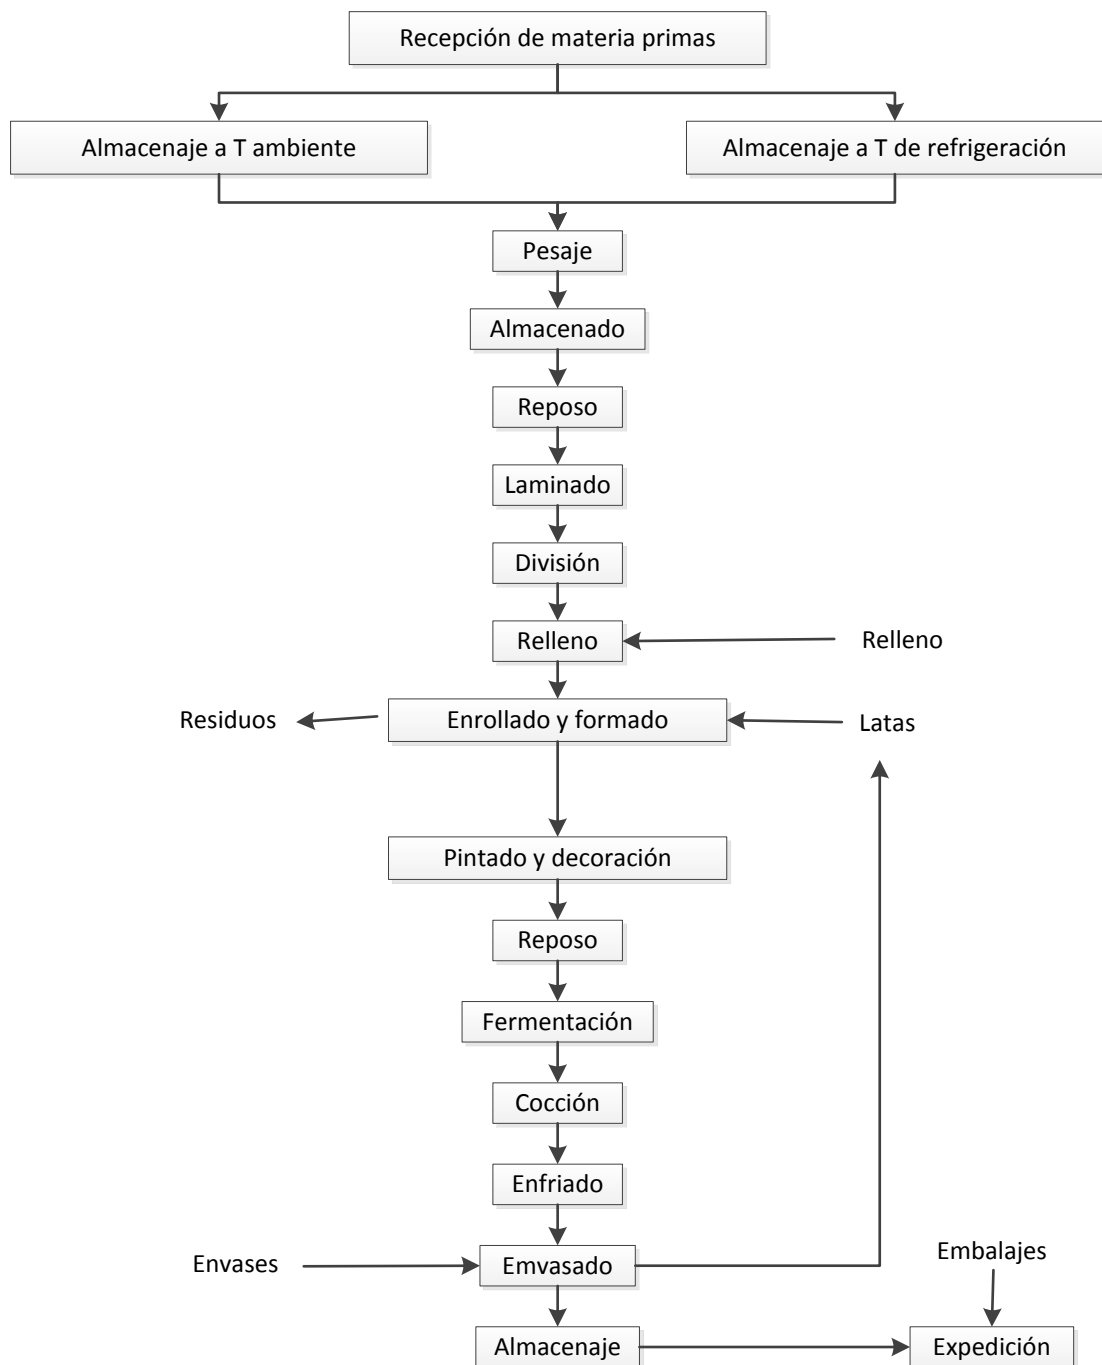 Recepción de materia primas
Almacenaje a T ambiente
Almacenaje a T de refrigeración
Pesaje
Almacenado
Reposo
Laminado
División
Relleno
Relleno
Residuos
Enrollado y formado
Latas
Pintado y decoración
Reposo
Fermentación
Cocción
Enfriado
Envases
Emvasado
Embalajes
Almacenaje
Expedición